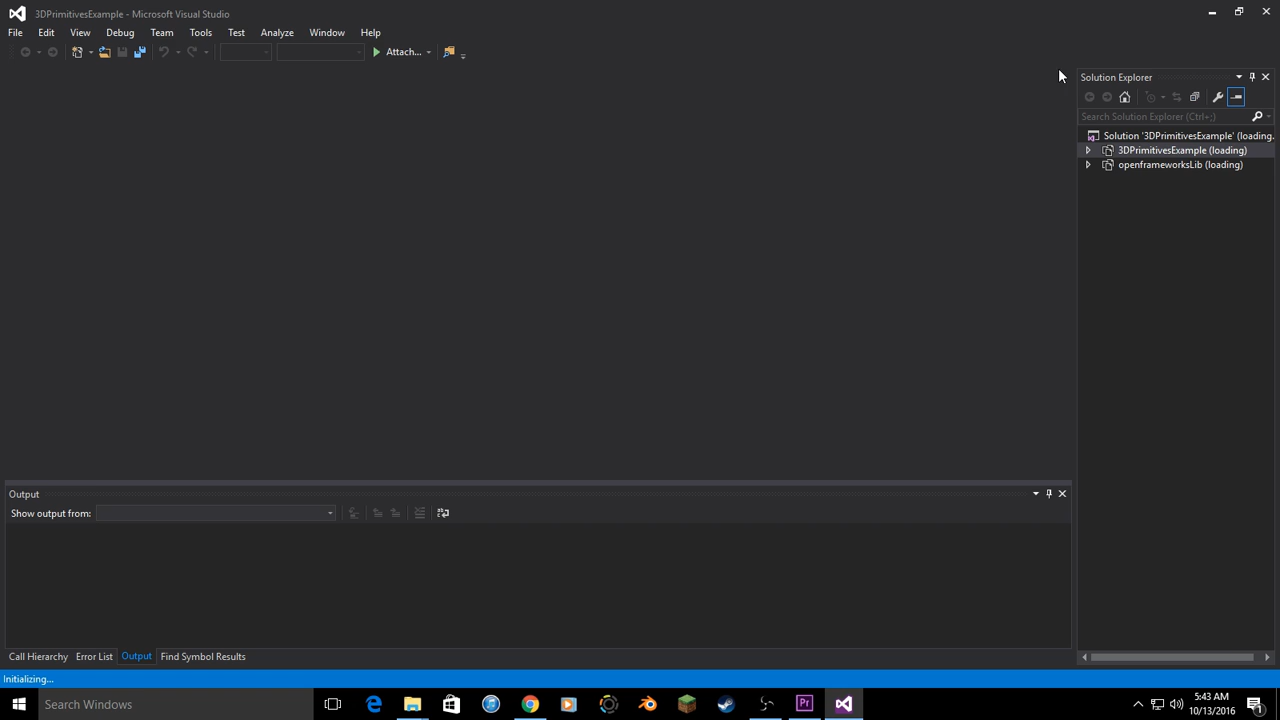 3DPrimitivesExample - Microsoft Visual Studio
File Edit View Debug Team Tools Test Analyze Window Help
Attach...
Solution Explorer
Search Solution Explorer (Ctrl+;)
Solution '3DPrimitivesExample' (loading.
3DPrimitivesExample (loading)
openframeworksLib (loading)
Output
Show output from:
Call Hierarchy Error List Output Find Symbol Results
Initializing...
Search Windows
Pr
5:43 AM
10/13/2016
1